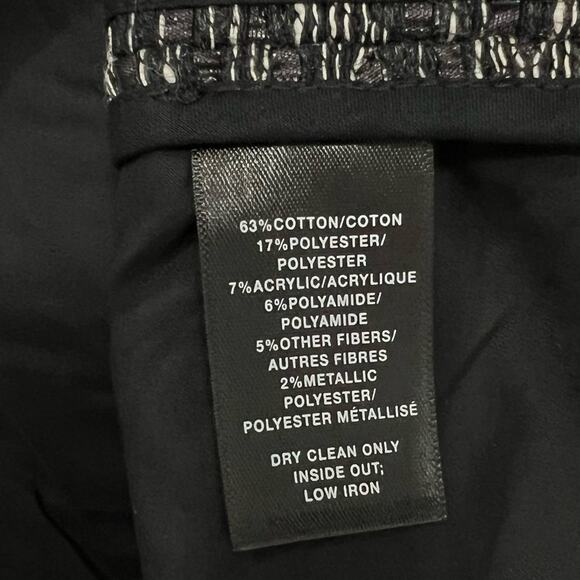 63%COTTON/COTON
17%POLYESTER/
POLYESTER
7%ACRYLIC/ACRYLIQUE
6%POLYAMIDE/
POLYAMIDE
5%OTHER FIBERS/
AUTRES FIBRES
2%METALLIC
POLYESTER/
POLYESTER MÉTALLISÉ
DRY CLEAN ONLY
INSIDE OUT;
LOW IRON